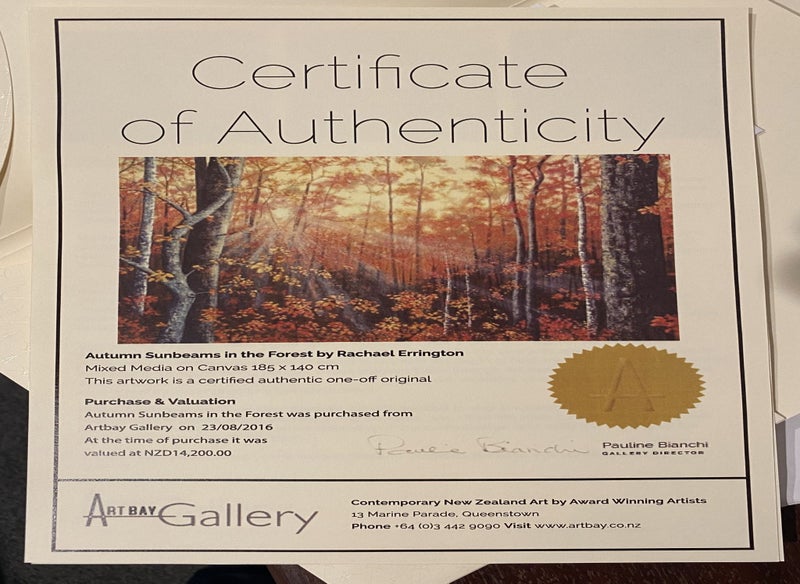 Certificate
of Authenticity
Autumn Sunbeams in the Forest by Rachael Errington
Mixed Media on Canvas 185 x 140 cm
This artwork is a certified authentic one-off original
Purchase & Valuation
Autumn Sunbeams in the Forest was purchased from
Artbay Gallery on 23/08/2016
At the time of purchase it was
valued at NZD14,200.00
A
Pauline Bianchi
Pauline Bianchi
GALLERY DIRECTOR
ART BAY Gallery
Contemporary New Zealand Art by Award Winning Artists
13 Marine Parade, Queenstown
Phone +64 (0)3 442 9090 Visit www.artbay.co.nz